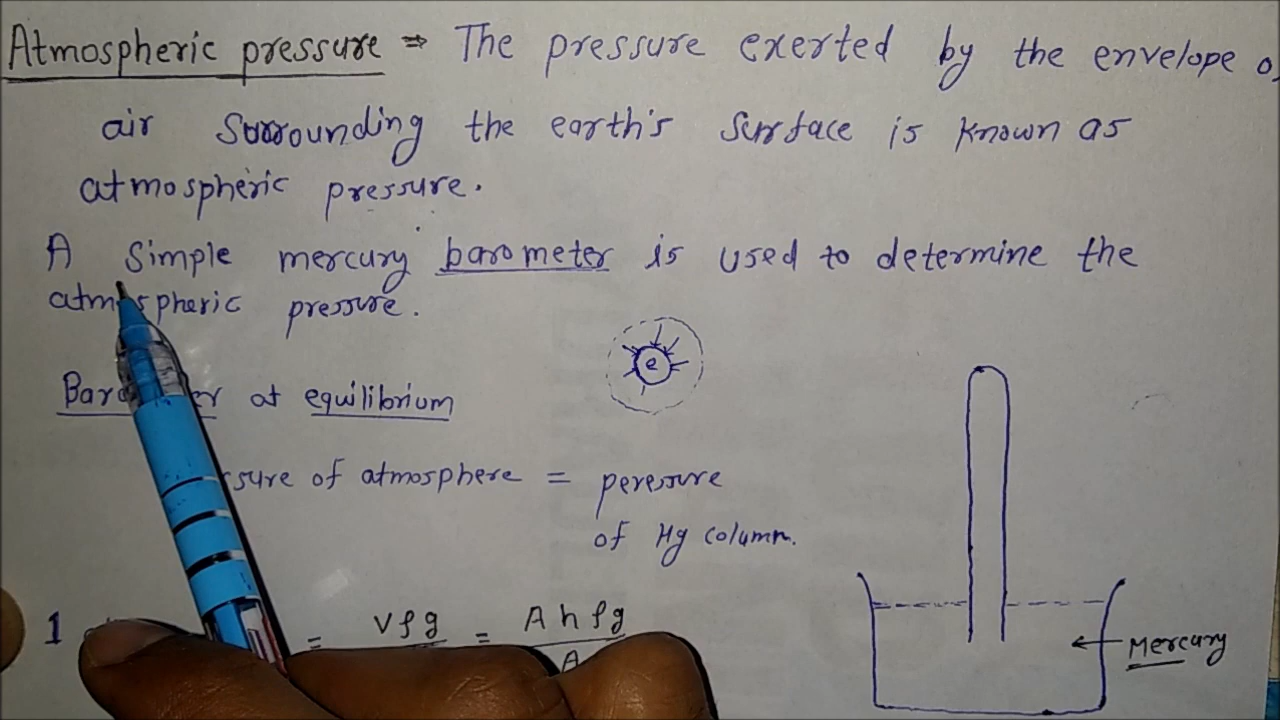 Atmospheric pressure ⇒ The pressure exerted by the envelope
air surrounding the earth's surface is known as
atmospheric pressure.
A Simple mercury barometer is used to determine the
atmospheric pressure.
e
at equilibrium
of atmosphere = peressure
of Hg column.
1 = Vρg = Ahρg
A
Mercury